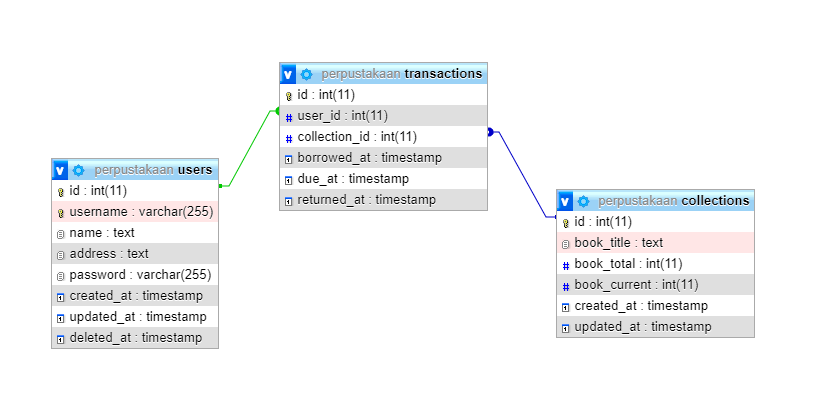 perpustakaan transactions
id : int(11)
user_id : int(11)
collection_id : int(11)
borrowed_at : timestamp
due_at : timestamp
returned_at : timestamp
perpustakaan users
id : int(11)
username : varchar(255)
name : text
address : text
password : varchar(255)
created_at : timestamp
updated_at : timestamp
deleted_at : timestamp
perpustakaan collections
id : int(11)
book_title : text
book_total : int(11)
book_current : int(11)
created_at : timestamp
updated_at : timestamp